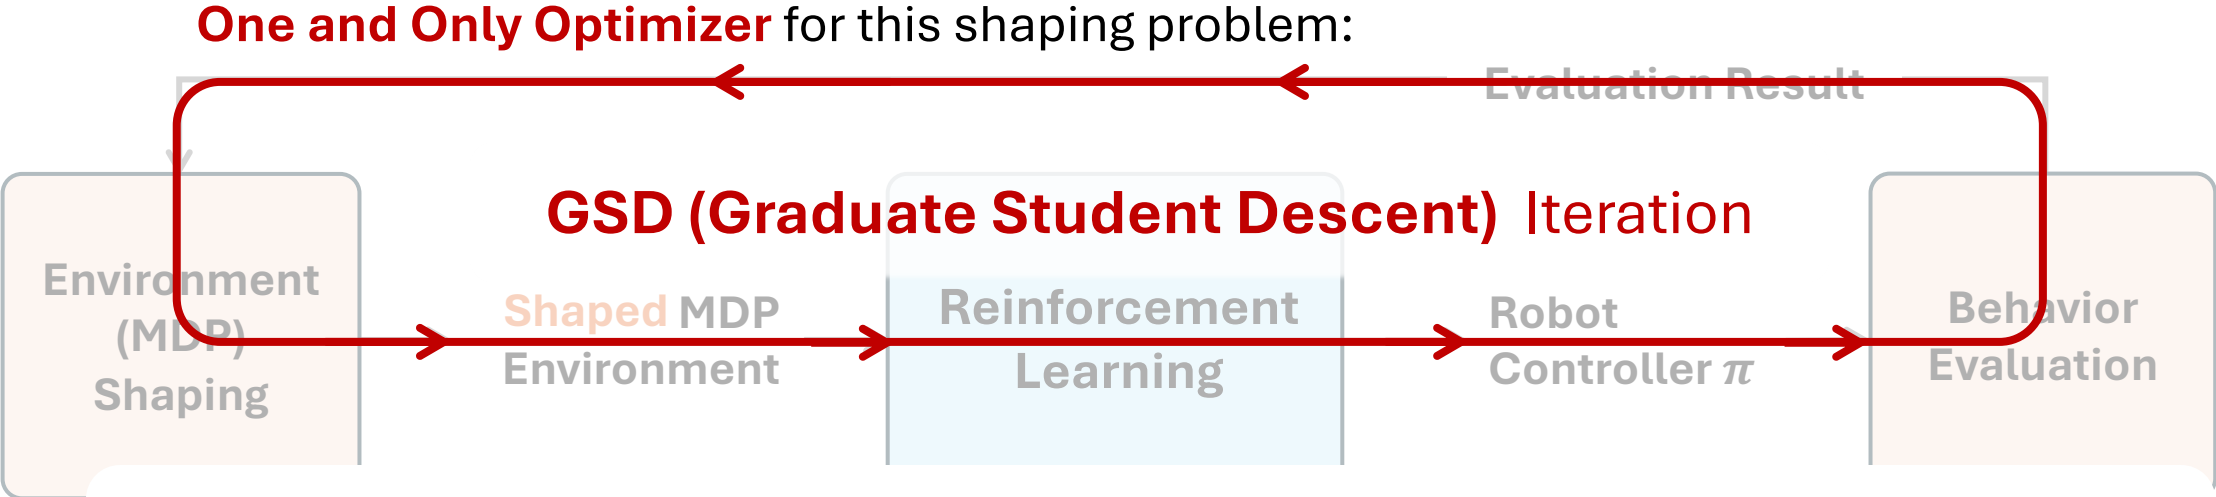 One and Only Optimizer for this shaping problem:
Evaluation Result
GSD (Graduate Student Descent) Iteration
Environment
(MDP)
Shaping
Shaped MDP
Environment
Reinforcement
Learning
Robot
Controller π
Behavior
Evaluation